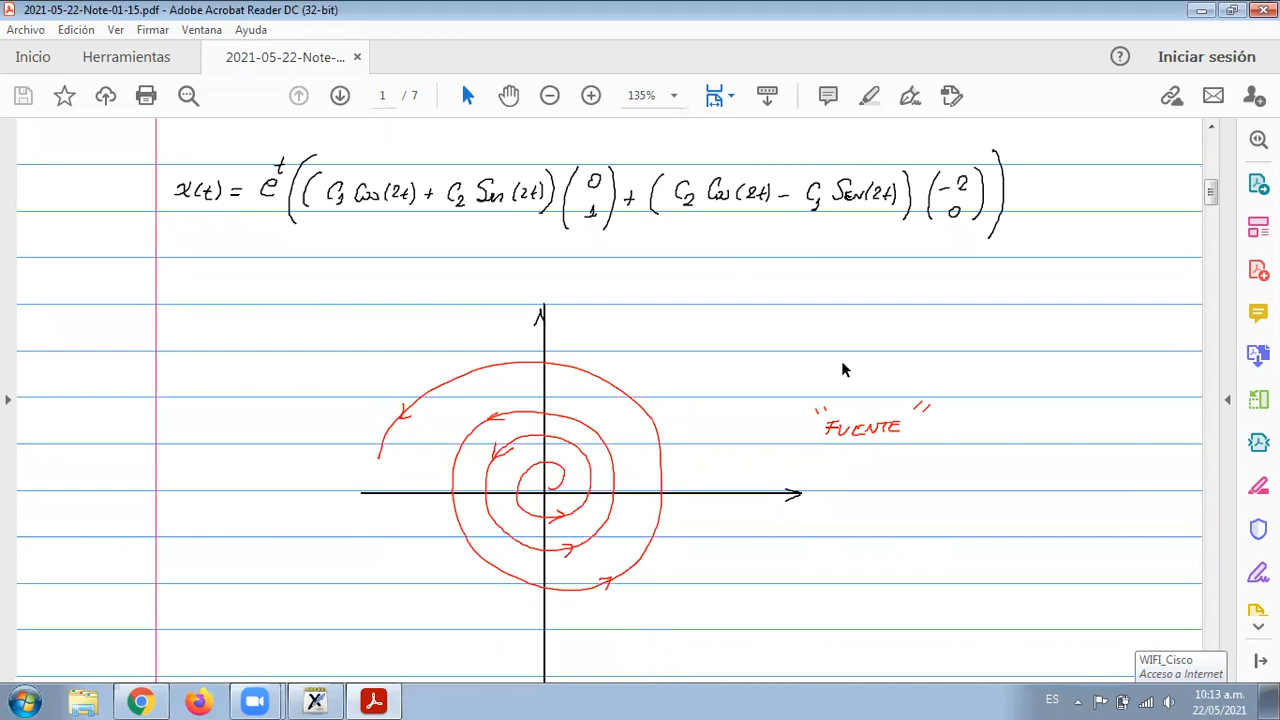 2021-05-22-Note-01-15.pdf - Adobe Acrobat Reader DC (32-bit)
Archivo Edición Ver Firmar Ventana Ayuda
Inicio Herramientas 2021-05-22-Note-... × Iniciar sesión
1 / 7 135%
x(t) = e^t ((C₁ Cos(2t) + C₂ Sen(2t)) (0 1) + (C₂ Cos(2t) - C₁ SEN(2t)) (-2 0))
"FUENTE"
WIFI_Cisco
Acceso a Internet
ES 10:13 a.m.
22/05/2021